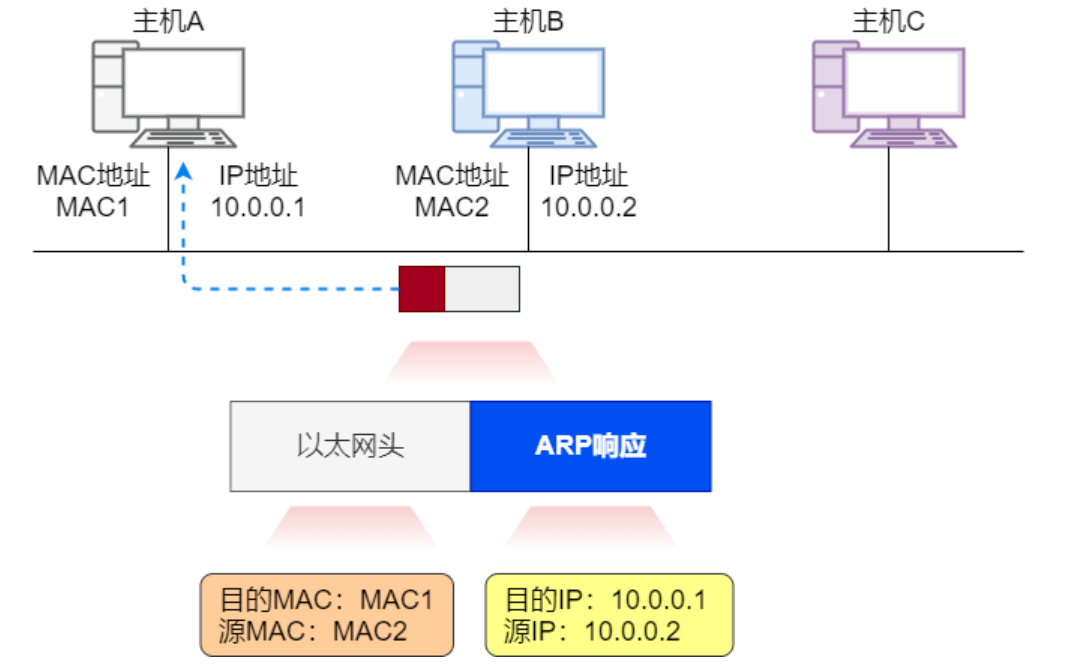 主机A
主机B
主机C
MAC地址
MAC1
IP地址
10.0.0.1
MAC地址
MAC2
IP地址
10.0.0.2
以太网头
ARP响应
目的MAC：MAC1
源MAC：MAC2
目的IP：10.0.0.1
源IP：10.0.0.2